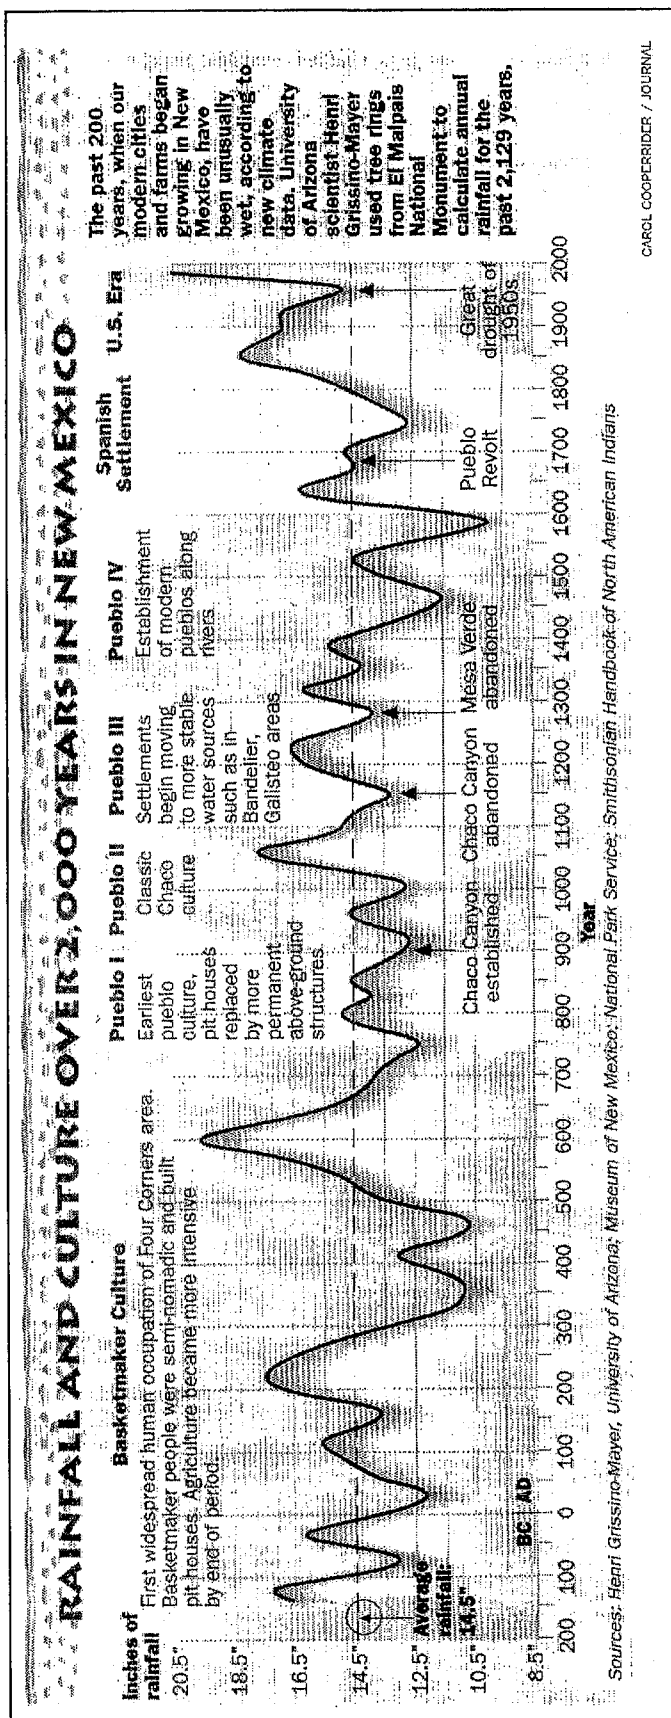 RAINFALL AND CULTURE OVER 2,000 YEARS IN NEW MEXICO
Inches of
rainfall
20.5"
18.5"
16.5"
14.5"
12.5"
10.5"
8.5"
Average
rainfall:
14.5"
Basketmaker Culture
First widespread human occupation of Four Corners area.
Basketmaker people were semi-nomadic and built
pit houses. Agriculture became more intensive
by end of period.
Pueblo I
Earliest
pueblo
culture,
pit houses
replaced
by more
permanent
above-ground
structures.
Pueblo II
Classic
Chaco
culture
Pueblo III
Settlements
begin moving
to more stable
water sources
such as in
Bandelier,
Galisteo areas
Pueblo IV
Establishment
of modern
pueblos along
rivers
Spanish
Settlement
U.S. Era
The past 200
years, when our
modern cities
and farms began
growing in New
Mexico, have
been unusually
wet, according to
new climate
data. University
of Arizona
scientist Henri
Grissino-Mayer
used tree rings
from El Malpais
National
Monument to
calculate annual
rainfall for the
past 2,129 years.
Chaco Canyon
established
Chaco Canyon
abandoned
Mesa Verde
abandoned
Pueblo
Revolt
Great
drought of
1950s
BC AD
200 100 0 100 200 300 400 500 600 700 800 900 1000 1100 1200 1300 1400 1500 1600 1700 1800 1900 2000
Year
Sources: Henri Grissino-Mayer, University of Arizona; Museum of New Mexico; National Park Service; Smithsonian Handbook of North American Indians
CAROL COOPERRIDER / JOURNAL